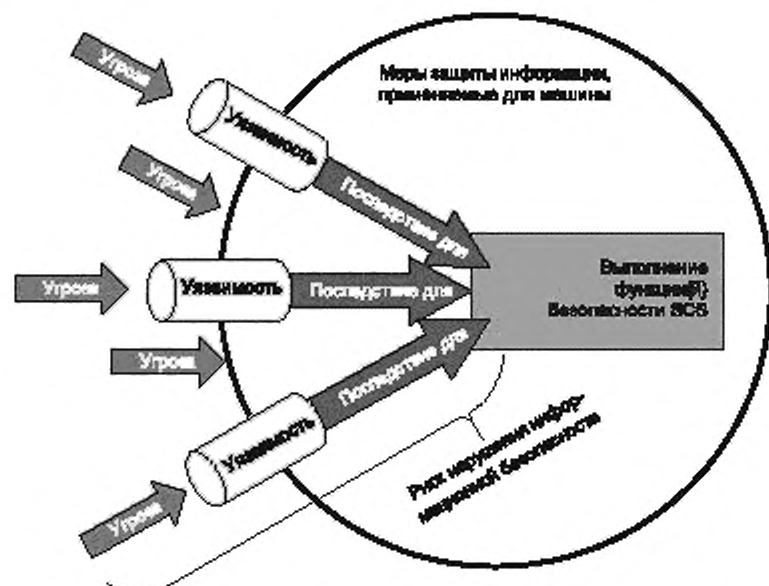 Угроза
Меры защиты информации,
применяемые для машины
Уязвимость
Угроза
Последствие для
Выполнение
функции(й)
безопасности SCS
Угроза
Уязвимость
Последствие для
Угроза
Последствие для
Уязвимость
Риск нарушения инфор-
мационной безопасности
Угроза